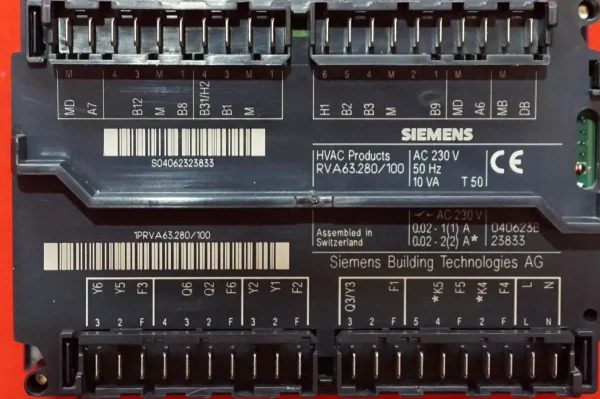 M 4 3 M 1 4 3 M 1
6 5 4 M 2 1 M M
MD A7 B12 M B8 B31/H2 B1 M
H1 B2 B3 M B9 MD A6 MB DB
SIEMENS
S04062323833
HVAC Products
RVA63.280/100
AC 230 V
50 Hz
10 VA T 50
CE
1PRVA63.280/100
Assembled in
Switzerland
AC 230 V
0.02 - 1(1) A
0.02 - 2(2) A*
040623
23833
Siemens Building Technologies AG
Y6 Y5 F3 Q6 Q2 F6 Y2 Y1 F2
Q3/Y3 F1 *K5 F5 *K4 F4 L N
3 2 F 4 3 F F 3 2 F
3 2 F 5 4 F 2 F L N